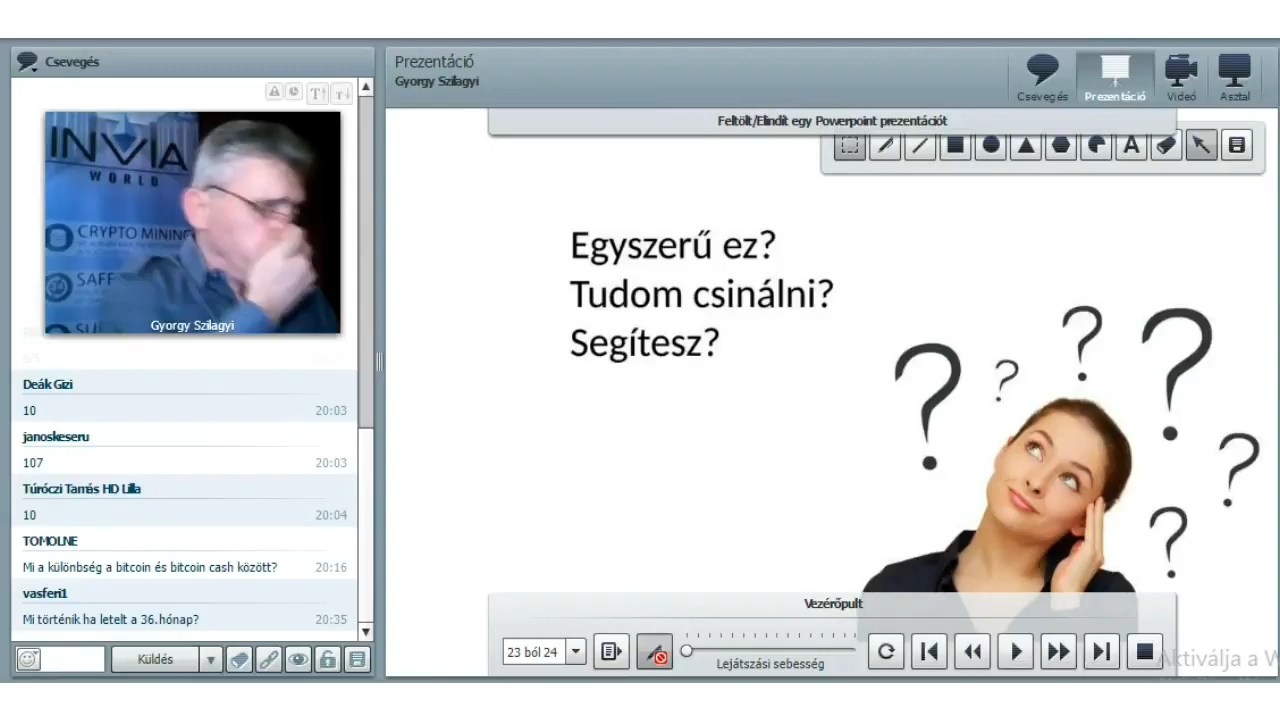 Csevegés
INVIA
WORLD
CRYPTO MINING
SAFE
Gyorgy Szilagyi
Deák Gizi
10 20:03
janoskeseru
107 20:03
Túróczi Tamás HD Lilla
10 20:04
TOMOLNE
Mi a különbség a bitcoin és bitcoin cash között? 20:16
vasferi1
Mi történik ha letelt a 36.hónap? 20:35
Küldés
Prezentáció
Gyorgy Szilagyi
Csevegés Prezentáció Videó Asztal
Feltölt/Elindít egy Powerpoint prezentációt
Egyszerű ez?
Tudom csinálni?
Segítesz?
? ? ? ? ? ?
Vezérőpult
23 ból 24
Lejátszási sebesség
Aktiválja a W